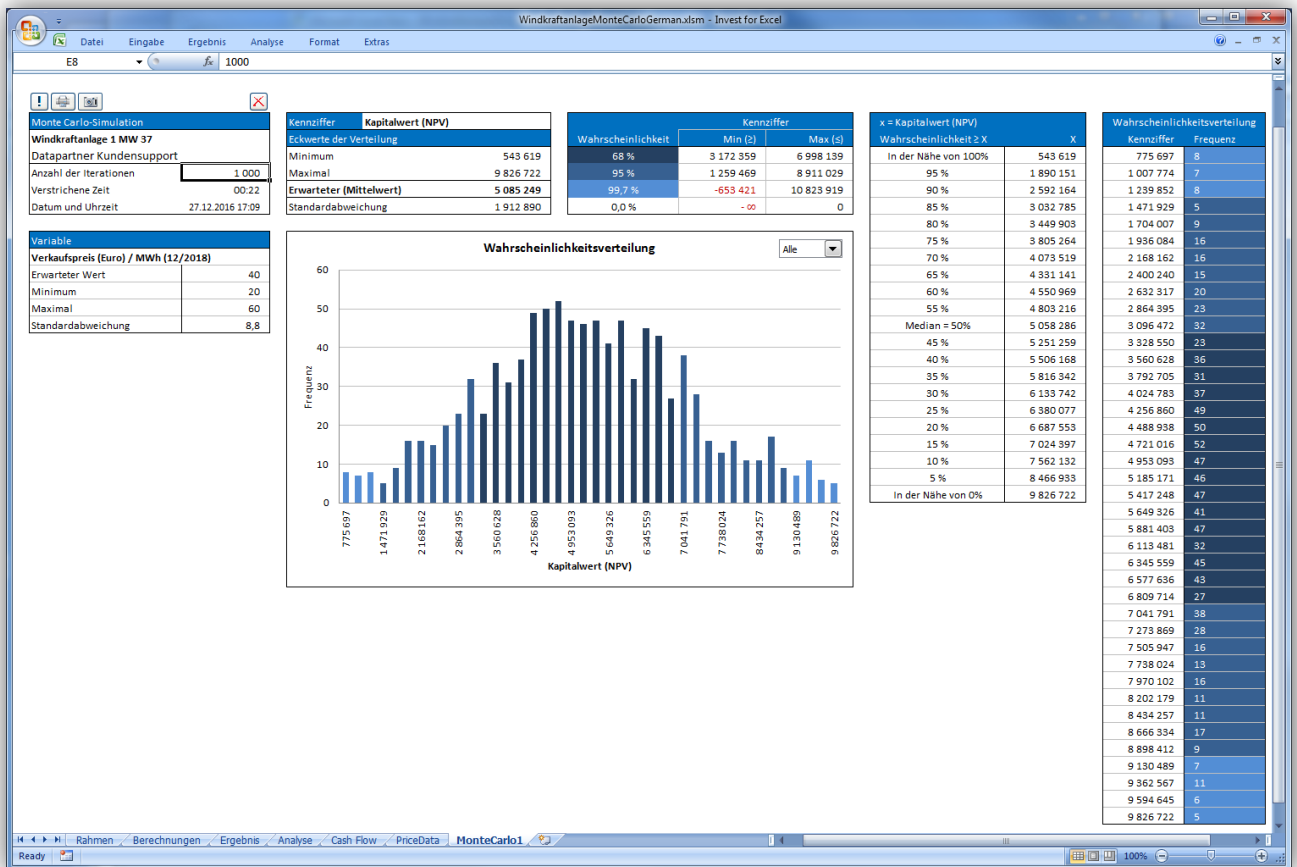 WindkraftanlageMonteCarloGerman.xlsm - Invest for Excel
Datei Eingabe Ergebnis Analyse Format Extras
E8 fx 1000
Monte Carlo-Simulation
Windkraftanlage 1 MW 37
Datapartner Kundensupport
Anzahl der Iterationen 1 000
Verstrichene Zeit 00:22
Datum und Uhrzeit 27.12.2016 17:09
Variable
Verkaufspreis (Euro) / MWh (12/2018)
Erwarteter Wert 40
Minimum 20
Maximal 60
Standardabweichung 8,8
Kennziffer Kapitalwert (NPV)
Eckwerte der Verteilung
Minimum 543 619
Maximal 9 826 722
Erwarteter (Mittelwert) 5 085 249
Standardabweichung 1 912 890
Kennziffer
Wahrscheinlichkeit Min (≥) Max (≤)
68 % 3 172 359 6 998 139
95 % 1 259 469 8 911 029
99,7 % -653 421 10 823 919
0,0 % - ∞ 0
Wahrscheinlichkeitsverteilung
Alle
60
50
40
30
20
10
0
Frequenz
775 697 1 471 929 2 168 162 2 864 395 3 560 628 4 256 860 4 953 093 5 649 326 6 345 559 7 041 791 7 738 024 8 434 257 9 130 489 9 826 722
Kapitalwert (NPV)
x = Kapitalwert (NPV)
Wahrscheinlichkeit ≥ X X
In der Nähe von 100% 543 619
95 % 1 890 151
90 % 2 592 164
85 % 3 032 785
80 % 3 449 903
75 % 3 805 264
70 % 4 073 519
65 % 4 331 141
60 % 4 550 969
55 % 4 803 216
Median = 50% 5 058 286
45 % 5 251 259
40 % 5 506 168
35 % 5 816 342
30 % 6 133 742
25 % 6 380 077
20 % 6 687 553
15 % 7 024 397
10 % 7 562 132
5 % 8 466 933
In der Nähe von 0% 9 826 722
Wahrscheinlichkeitsverteilung
Kennziffer Frequenz
775 697 8
1 007 774 7
1 239 852 8
1 471 929 5
1 704 007 9
1 936 084 16
2 168 162 16
2 400 240 15
2 632 317 20
2 864 395 23
3 096 472 32
3 328 550 23
3 560 628 36
3 792 705 31
4 024 783 37
4 256 860 49
4 488 938 50
4 721 016 52
4 953 093 47
5 185 171 46
5 417 248 47
5 649 326 41
5 881 403 47
6 113 481 32
6 345 559 45
6 577 636 43
6 809 714 27
7 041 791 38
7 273 869 28
7 505 947 16
7 738 024 13
7 970 102 16
8 202 179 11
8 434 257 11
8 666 334 17
8 898 412 9
9 130 489 7
9 362 567 11
9 594 645 6
9 826 722 5
Rahmen Berechnungen Ergebnis Analyse Cash Flow PriceData MonteCarlo1
Ready 100%